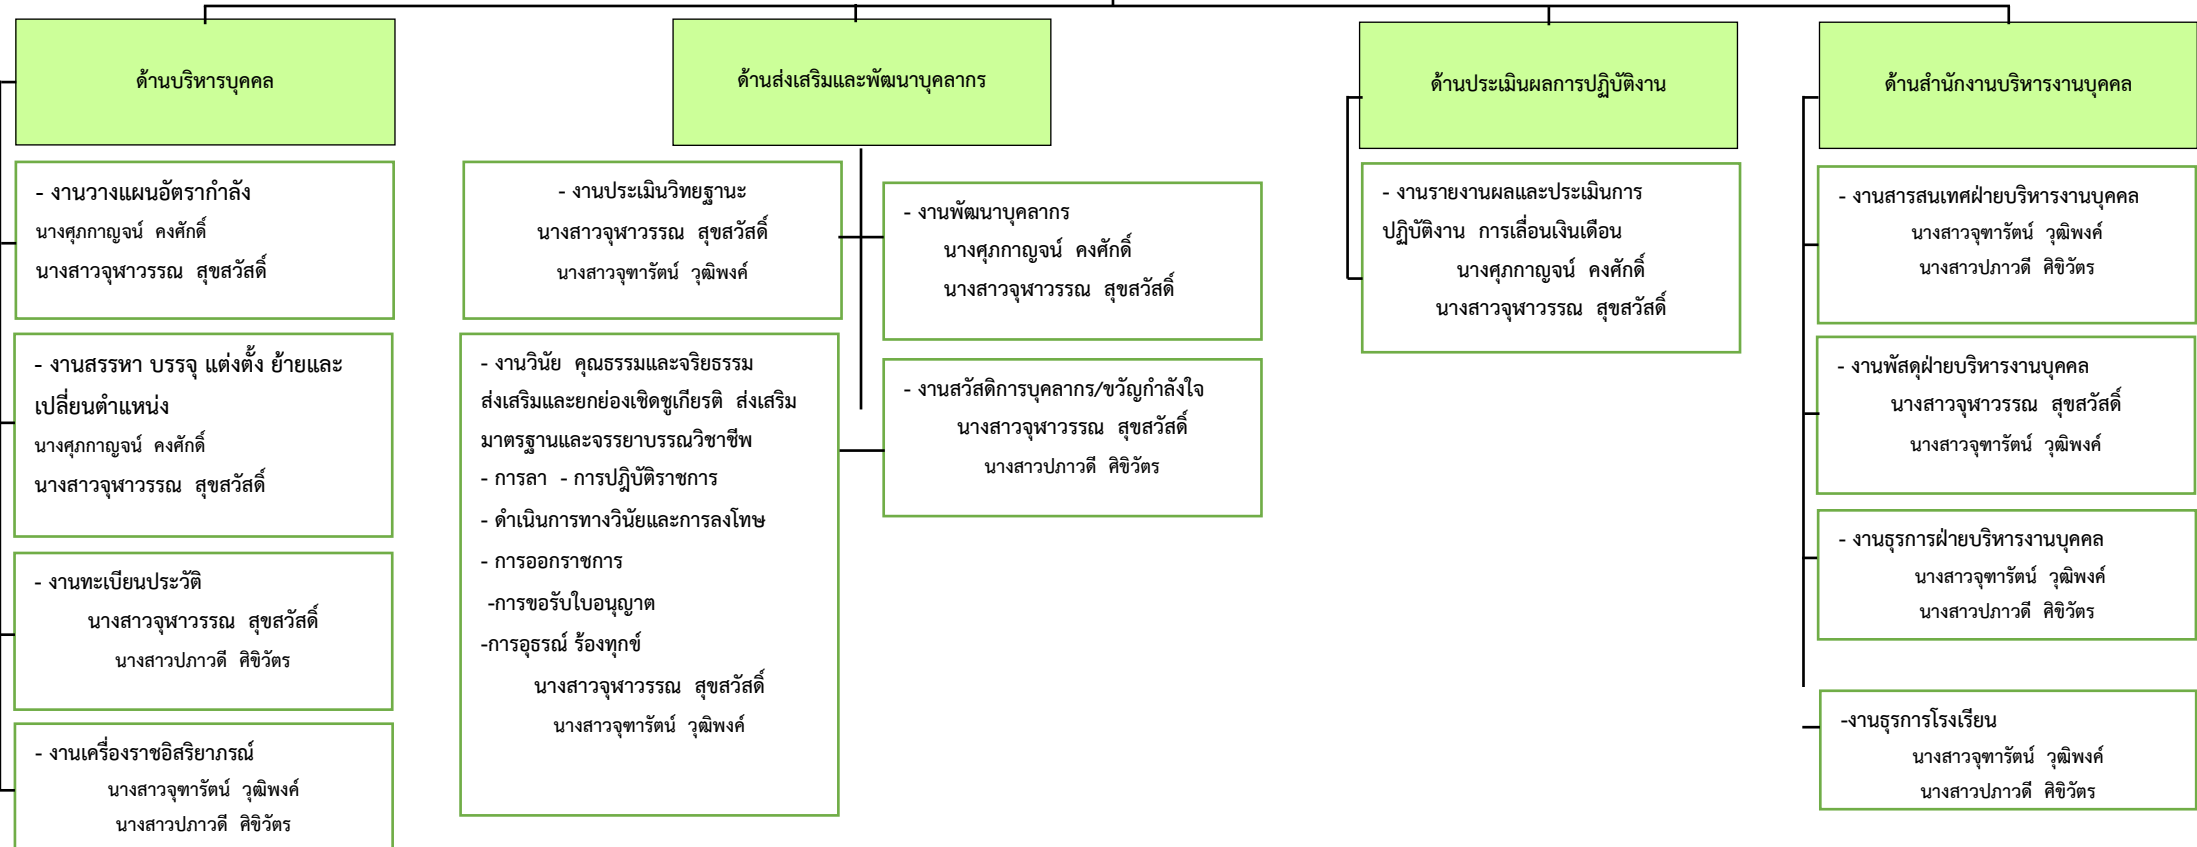 ด้านบริหารบุคคล
- งานวางแผนอัตรากำลัง
นางศุภกาญจน์ คงศักดิ์
นางสาวจุฬาวรรณ สุขสวัสดิ์
- งานสรรหา บรรจุ แต่งตั้ง ย้ายและ
เปลี่ยนตำแหน่ง
นางศุภกาญจน์ คงศักดิ์
นางสาวจุฬาวรรณ สุขสวัสดิ์
- งานทะเบียนประวัติ
นางสาวจุฬาวรรณ สุขสวัสดิ์
นางสาวปภาวดี ศิขิวัตร
- งานเครื่องราชอิสริยาภรณ์
นางสาวจุฑารัตน์ วุฒิพงค์
นางสาวปภาวดี ศิขิวัตร
ด้านส่งเสริมและพัฒนาบุคลากร
- งานประเมินวิทยฐานะ
นางสาวจุฬาวรรณ สุขสวัสดิ์
นางสาวจุฑารัตน์ วุฒิพงค์
- งานวินัย คุณธรรมและจริยธรรม
ส่งเสริมและยกย่องเชิดชูเกียรติ ส่งเสริม
มาตรฐานและจรรยาบรรณวิชาชีพ
- การลา - การปฎิบัติราชการ
- ดำเนินการทางวินัยและการลงโทษ
- การออกราชการ
-การขอรับใบอนุญาต
-การอุธรณ์ ร้องทุกข์
นางสาวจุฬาวรรณ สุขสวัสดิ์
นางสาวจุฑารัตน์ วุฒิพงค์
- งานพัฒนาบุคลากร
นางศุภกาญจน์ คงศักดิ์
นางสาวจุฬาวรรณ สุขสวัสดิ์
- งานสวัสดิการบุคลากร/ขวัญกำลังใจ
นางสาวจุฬาวรรณ สุขสวัสดิ์
นางสาวปภาวดี ศิขิวัตร
ด้านประเมินผลการปฏิบัติงาน
- งานรายงานผลและประเมินการ
ปฏิบัติงาน การเลื่อนเงินเดือน
นางศุภกาญจน์ คงศักดิ์
นางสาวจุฬาวรรณ สุขสวัสดิ์
ด้านสำนักงานบริหารงานบุคคล
- งานสารสนเทศฝ่ายบริหารงานบุคคล
นางสาวจุฑารัตน์ วุฒิพงค์
นางสาวปภาวดี ศิขิวัตร
- งานพัสดุฝ่ายบริหารงานบุคคล
นางสาวจุฬาวรรณ สุขสวัสดิ์
นางสาวจุฑารัตน์ วุฒิพงค์
- งานธุรการฝ่ายบริหารงานบุคคล
นางสาวจุฑารัตน์ วุฒิพงค์
นางสาวปภาวดี ศิขิวัตร
-งานธุรการโรงเรียน
นางสาวจุฑารัตน์ วุฒิพงค์
นางสาวปภาวดี ศิขิวัตร